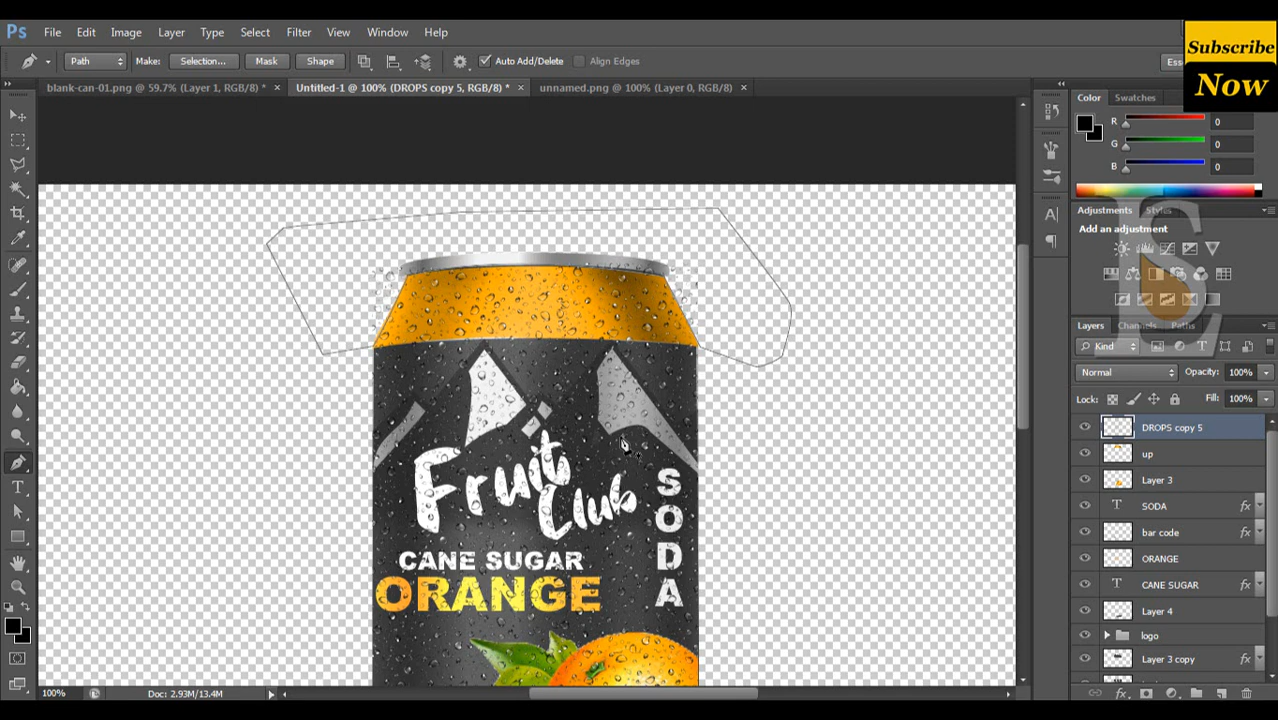 Ps File Edit Image Layer Type Select Filter View Window Help
Subscribe
Now
Path Make: Selection... Mask Shape Auto Add/Delete Align Edges
blank-can-01.png @ 59.7% (Layer 1, RGB/8) * × Untitled-1 @ 100% (DROPS copy 5, RGB/8) * × unnamed.png @ 100% (Layer 0, RGB/8) ×
Color Swatches
R 0
G 0
B 0
Adjustments Styles
Add an adjustment
Layers Channels Paths
Kind
Normal Opacity: 100%
Lock: Fill: 100%
DROPS copy 5
up
Layer 3
SODA fx
bar code fx
ORANGE
CANE SUGAR fx
Layer 4
logo
Layer 3 copy fx
Fruit
Club
SODA
CANE SUGAR
ORANGE
100% Doc: 2.93M/13.4M